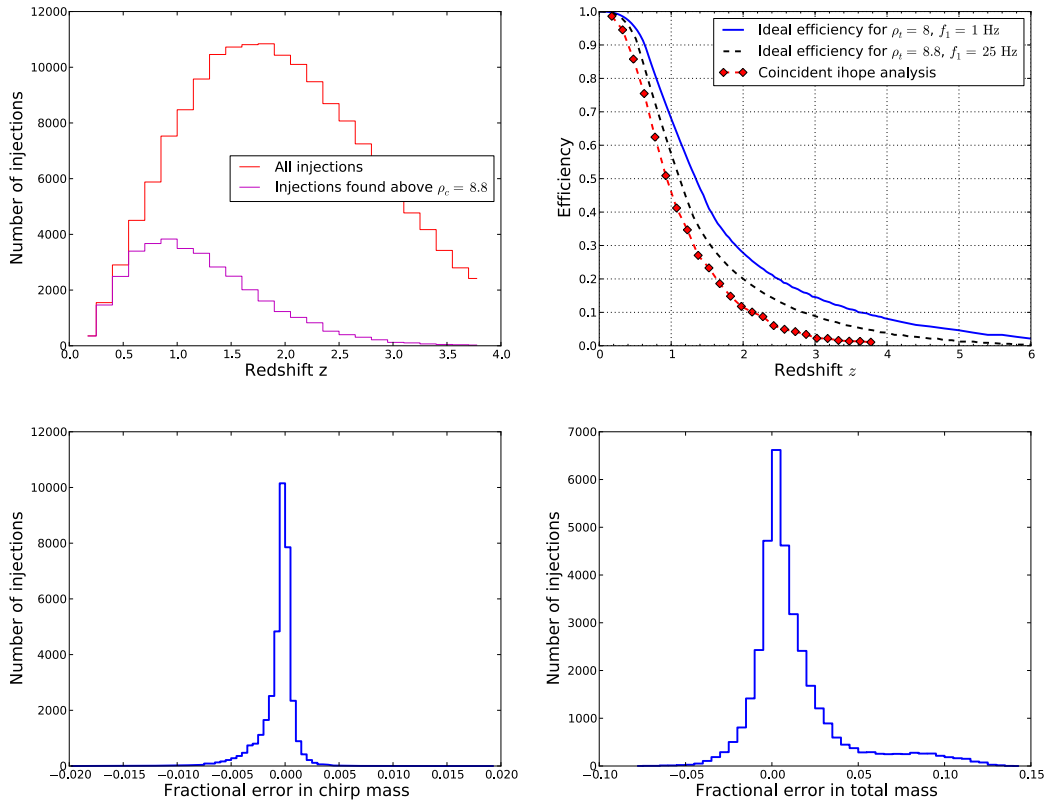 12000
10000
8000
6000
4000
2000
0
0.0 0.5 1.0 1.5 2.0 2.5 3.0 3.5 4.0
Redshift z
Number of injections
All injections
Injections found above ρ_c = 8.8
1.0
0.9
0.8
0.7
0.6
0.5
0.4
0.3
0.2
0.1
0.0
0 1 2 3 4 5 6
Redshift z
Efficiency
Ideal efficiency for ρ_t = 8, f_1 = 1 Hz
Ideal efficiency for ρ_t = 8.8, f_1 = 25 Hz
Coincident ihope analysis
12000
10000
8000
6000
4000
2000
0
−0.020 −0.015 −0.010 −0.005 0.000 0.005 0.010 0.015 0.020
Fractional error in chirp mass
Number of injections
7000
6000
5000
4000
3000
2000
1000
0
−0.10 −0.05 0.00 0.05 0.10 0.15
Fractional error in total mass
Number of injections